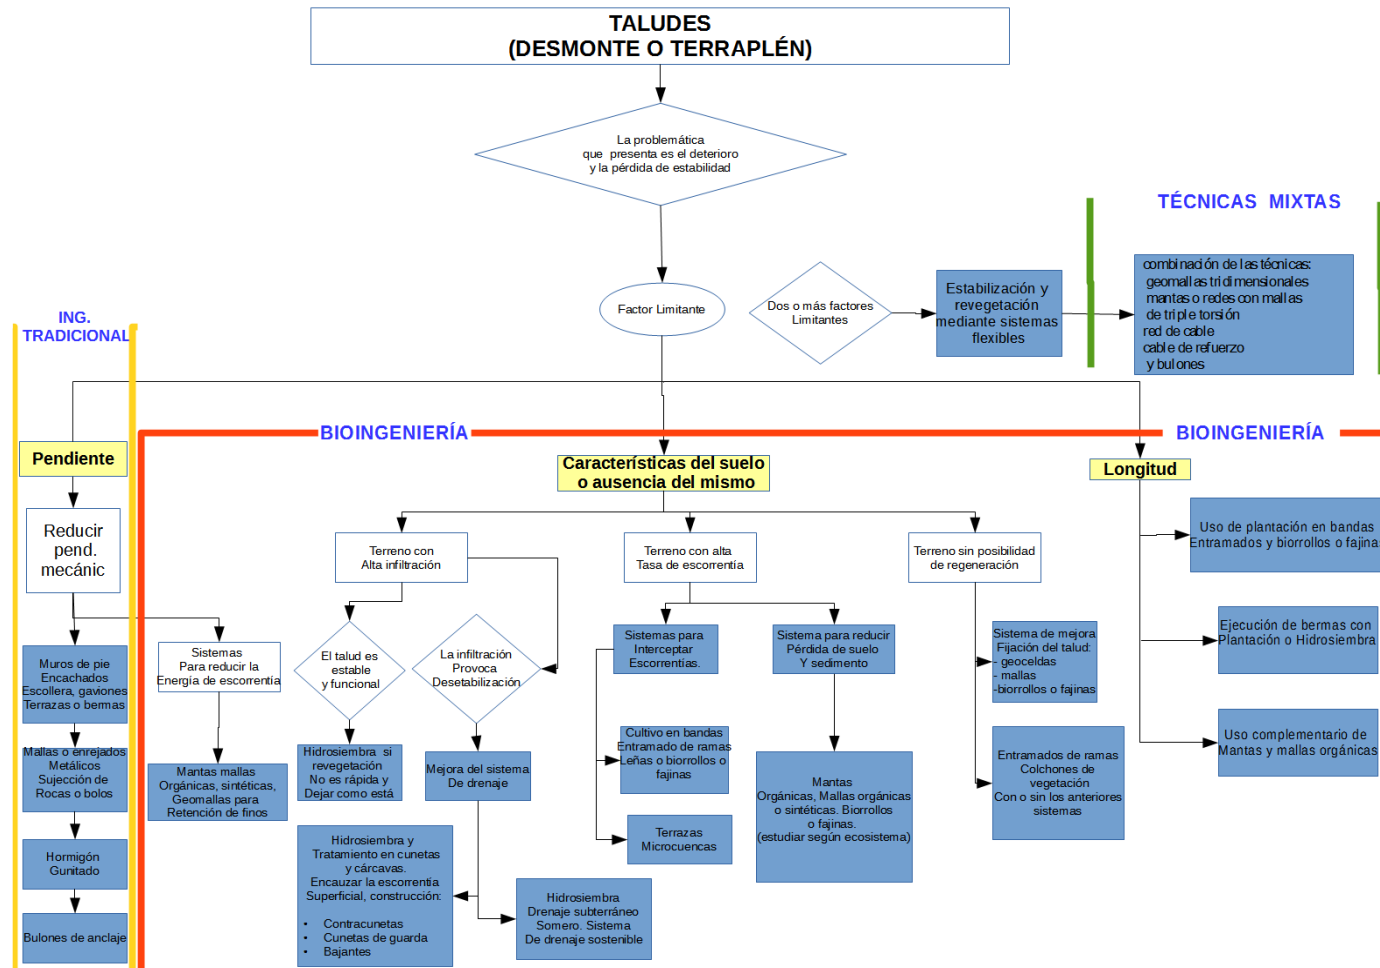 TALUDES
(DESMONTE O TERRAPLÉN)
La problemática
que presenta es el deterioro
y la pérdida de estabilidad
TÉCNICAS MIXTAS
Factor Limitante
Dos o más factores
Limitantes
Estabilización y
revegetación
mediante sistemas
flexibles
combinación de las técnicas:
geomallas tridimensionales
mantas o redes con mallas
de triple torsión
red de cable
cable de refuerzo
y bulones
ING.
TRADICIONAL
BIOINGENIERÍA
BIOINGENIERÍA
Pendiente
Características del suelo
o ausencia del mismo
Longitud
Reducir
pend.
mecánic
Muros de pie
Encachados
Escollera, gaviones
Terrazas o bermas
Mallas o enrejados
Metálicos
Sujección de
Rocas o bolos
Hormigón
Gunitado
Bulones de anclaje
Sistemas
Para reducir la
Energía de escorrentía
Mantas mallas
Orgánicas, sintéticas,
Geomallas para
Retención de finos
Terreno con
Alta infiltración
El talud es
estable
y funcional
La infiltración
Provoca
Desetabilización
Hidrosiembra si
revegetación
No es rápida y
Dejar como está
Mejora del sistema
De drenaje
Hidrosiembra y
Tratamiento en cunetas
y cárcavas.
Encauzar la escorrentía
Superficial, construcción:
• Contracunetas
• Cunetas de guarda
• Bajantes
Hidrosiembra
Drenaje subterráneo
Somero. Sistema
De drenaje sostenible
Terreno con alta
Tasa de escorrentía
Sistemas para
Interceptar
Escorrentías.
Sistema para reducir
Pérdida de suelo
Y sedimento
Cultivo en bandas
Entramado de ramas
Leñas o biorrollos o
fajinas
Terrazas
Microcuencas
Mantas
Orgánicas, Mallas orgánicas
o sintéticas. Biorrollos
o fajinas.
(estudiar según ecosistema)
Terreno sin posibilidad
de regeneración
Sistema de mejora
Fijación del talud:
- geoceldas
- mallas
-biorrollos o fajinas
Entramados de ramas
Colchones de
vegetación
Con o sin los anteriores
sistemas
Uso de plantación en bandas
Entramados y biorrollos o fajina
Ejecución de bermas con
Plantación o Hidrosiembra
Uso complementario de
Mantas y mallas orgánicas